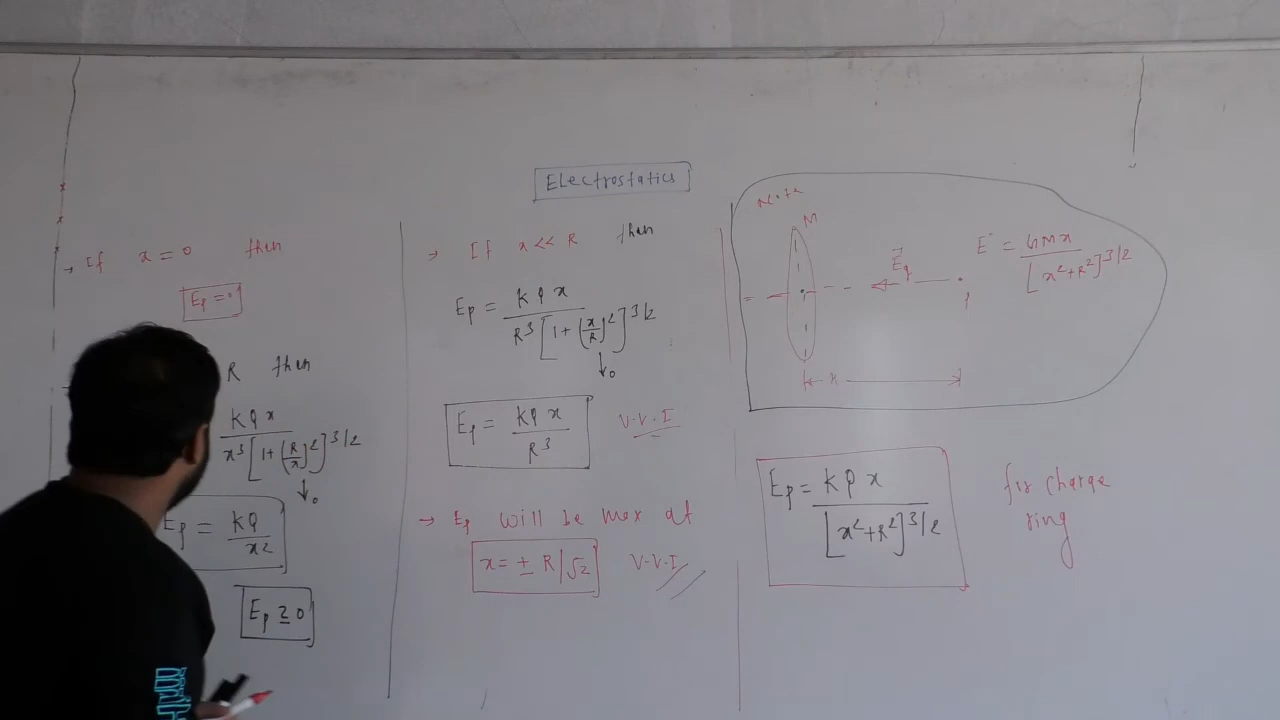 Electrostatics
→ If x = 0 then
Ep = 0
R then
kqx
x³[1+(R/x)²]^3/2
↓0
Ep = kq/x²
Ep ≥ 0
→ If x << R then
Ep = kqx / R³[1+(x/R)²]^3/2
↓0
Ep = kqx/R³ V.V.I
→ Ep will be max at
x = ± R/√2 V.V.I
Note
M
Eg
P
x
E = GMx / [x²+R²]^3/2
Ep = kqx / [x²+R²]^3/2
for charge
ring